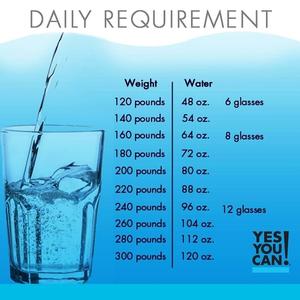 DAILY REQUIREMENT
Weight Water
120 pounds 48 oz. 6 glasses
140 pounds 54 oz.
160 pounds 64 oz. 8 glasses
180 pounds 72 oz.
200 pounds 80 oz.
220 pounds 88 oz.
240 pounds 96 oz. 12 glasses
260 pounds 104 oz.
280 pounds 112 oz.
300 pounds 120 oz.
YES
YOU
CAN!